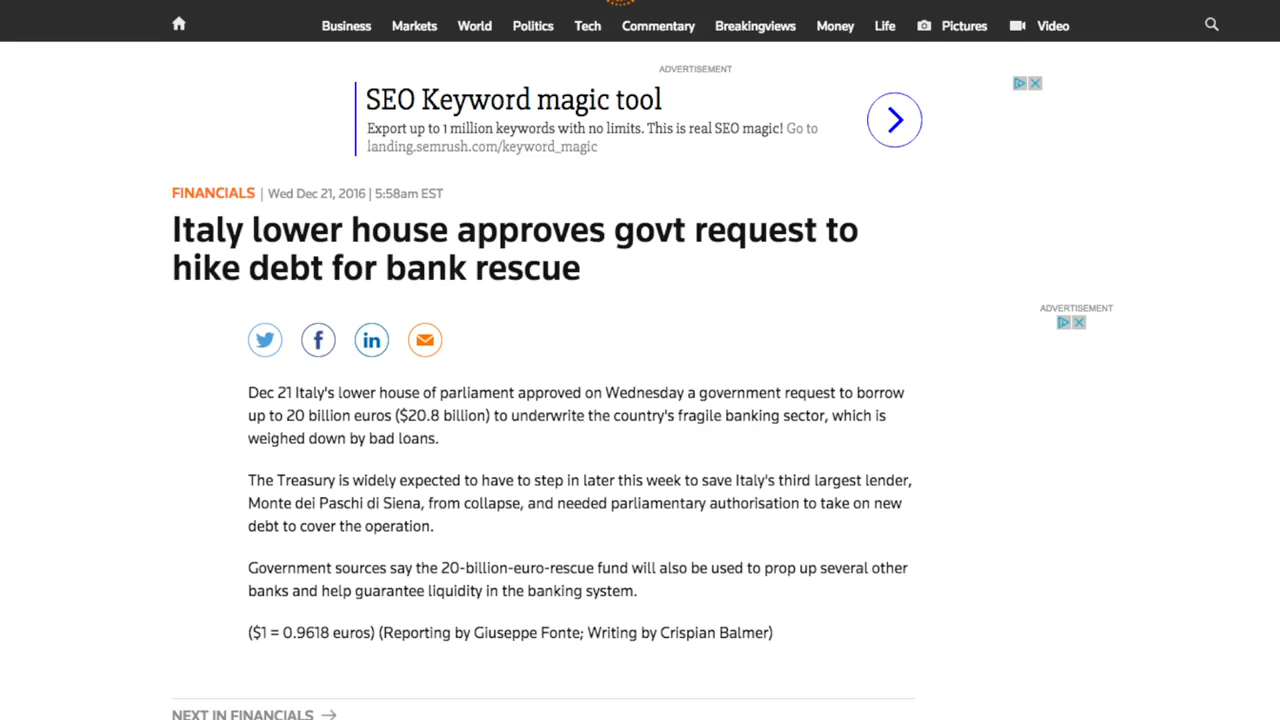 Business Markets World Politics Tech Commentary Breakingviews Money Life Pictures Video
ADVERTISEMENT
SEO Keyword magic tool
Export up to 1 million keywords with no limits. This is real SEO magic! Go to
landing.semrush.com/keyword_magic
FINANCIALS | Wed Dec 21, 2016 | 5:58am EST
Italy lower house approves govt request to
hike debt for bank rescue
ADVERTISEMENT
Dec 21 Italy's lower house of parliament approved on Wednesday a government request to borrow
up to 20 billion euros ($20.8 billion) to underwrite the country's fragile banking sector, which is
weighed down by bad loans.
The Treasury is widely expected to have to step in later this week to save Italy's third largest lender,
Monte dei Paschi di Siena, from collapse, and needed parliamentary authorisation to take on new
debt to cover the operation.
Government sources say the 20-billion-euro-rescue fund will also be used to prop up several other
banks and help guarantee liquidity in the banking system.
($1 = 0.9618 euros) (Reporting by Giuseppe Fonte; Writing by Crispian Balmer)
NEXT IN FINANCIALS